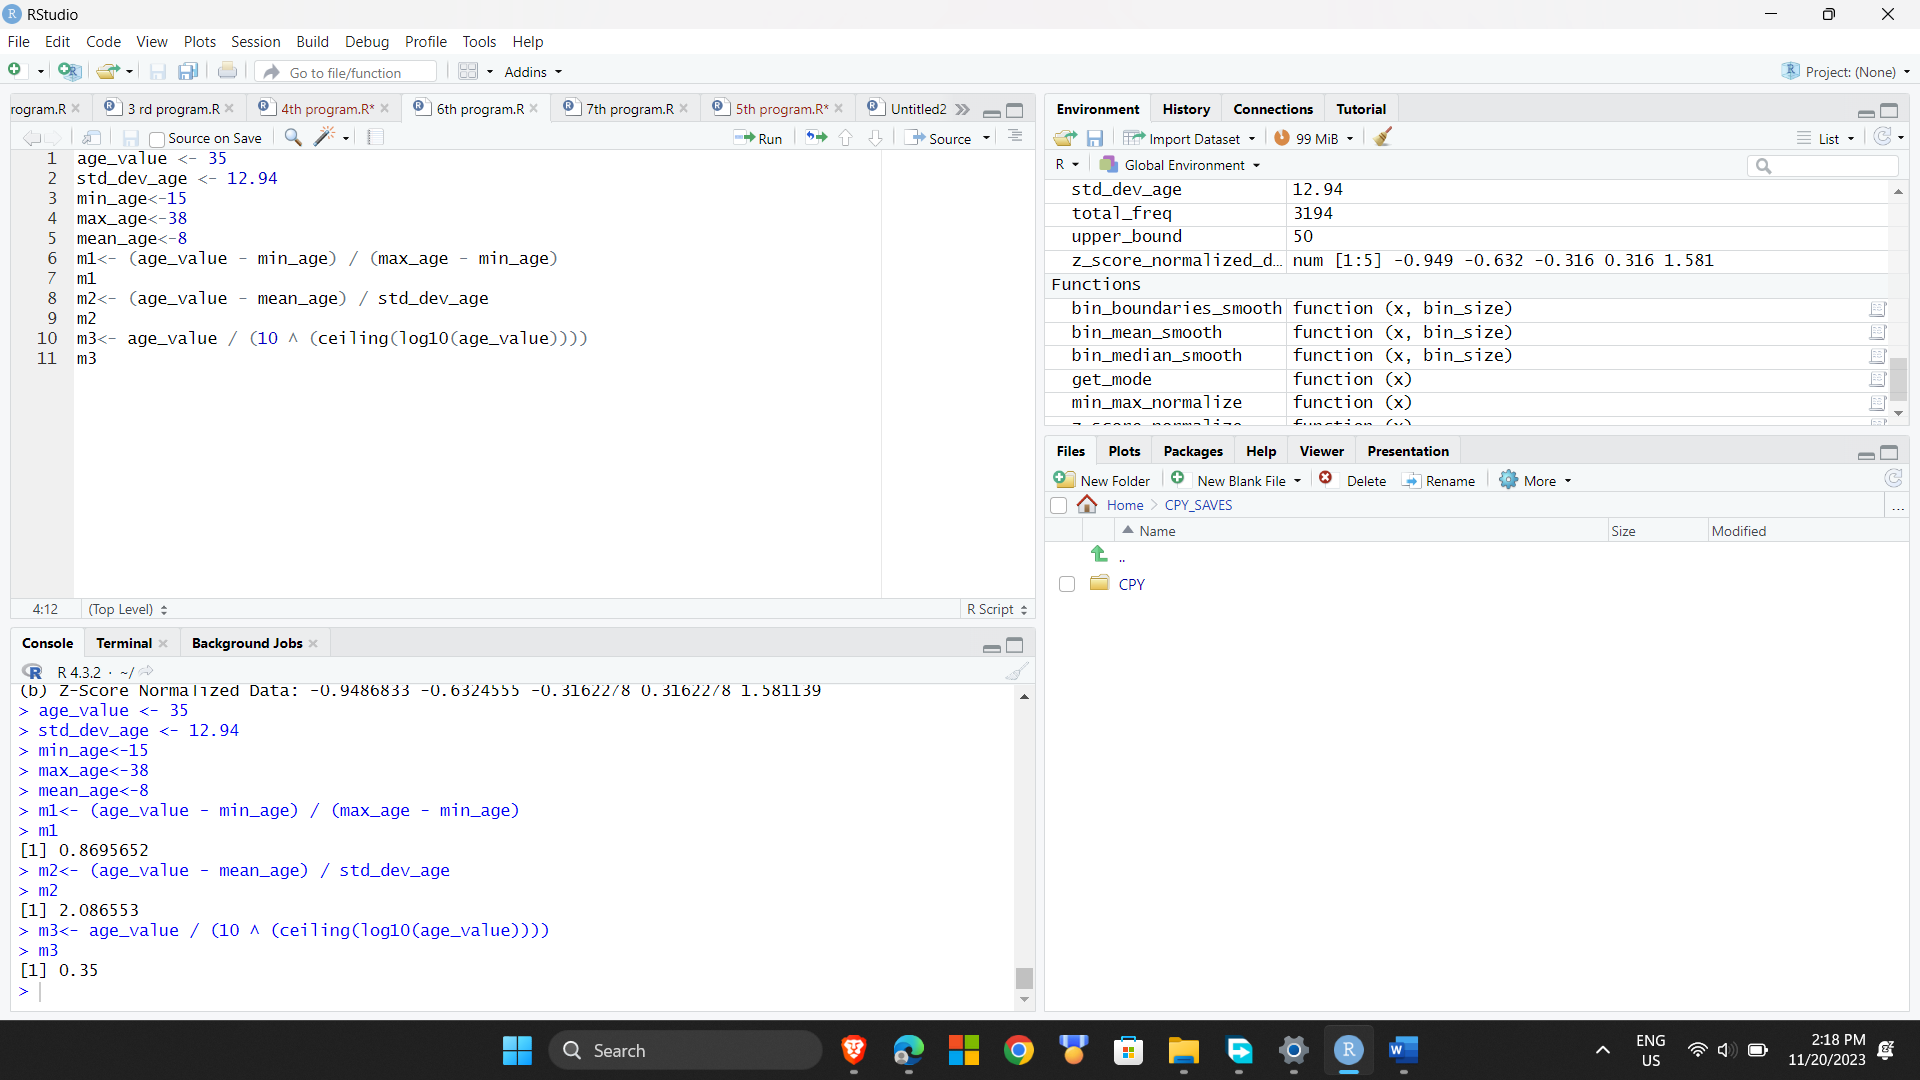 RStudio
File Edit Code View Plots Session Build Debug Profile Tools Help
Go to file/function Addins Project: (None)
rogram.R 3 rd program.R 4th program.R* 6th program.R 7th program.R 5th program.R* Untitled2
Source on Save Run Source
1 age_value <- 35
2 std_dev_age <- 12.94
3 min_age<-15
4 max_age<-38
5 mean_age<-8
6 m1<- (age_value - min_age) / (max_age - min_age)
7 m1
8 m2<- (age_value - mean_age) / std_dev_age
9 m2
10 m3<- age_value / (10 ^ (ceiling(log10(age_value))))
11 m3
4:12 (Top Level) R Script
Console Terminal Background Jobs
R 4.3.2 · ~/
(b) Z-Score Normalized Data: -0.9486833 -0.6324555 -0.3162278 0.3162278 1.581139
> age_value <- 35
> std_dev_age <- 12.94
> min_age<-15
> max_age<-38
> mean_age<-8
> m1<- (age_value - min_age) / (max_age - min_age)
> m1
[1] 0.8695652
> m2<- (age_value - mean_age) / std_dev_age
> m2
[1] 2.086553
> m3<- age_value / (10 ^ (ceiling(log10(age_value))))
> m3
[1] 0.35
>
Environment History Connections Tutorial
Import Dataset 99 MiB List
R Global Environment
std_dev_age 12.94
total_freq 3194
upper_bound 50
z_score_normalized_d… num [1:5] -0.949 -0.632 -0.316 0.316 1.581
Functions
bin_boundaries_smooth function (x, bin_size)
bin_mean_smooth function (x, bin_size)
bin_median_smooth function (x, bin_size)
get_mode function (x)
min_max_normalize function (x)
z_score_normalize function (x)
Files Plots Packages Help Viewer Presentation
New Folder New Blank File Delete Rename More
Home CPY_SAVES ...
Name Size Modified
..
CPY
Search
ENG
US
2:18 PM
11/20/2023